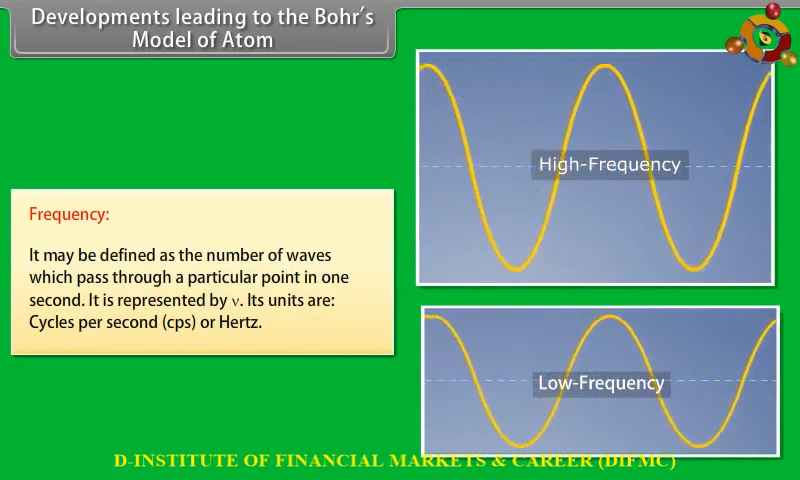 Developments leading to the Bohr′s
Model of Atom
High-Frequency
Frequency:
It may be defined as the number of waves
which pass through a particular point in one
second. It is represented by ν. Its units are:
Cycles per second (cps) or Hertz.
Low-Frequency
D-INSTITUTE OF FINANCIAL MARKETS & CAREER (DIFMC)